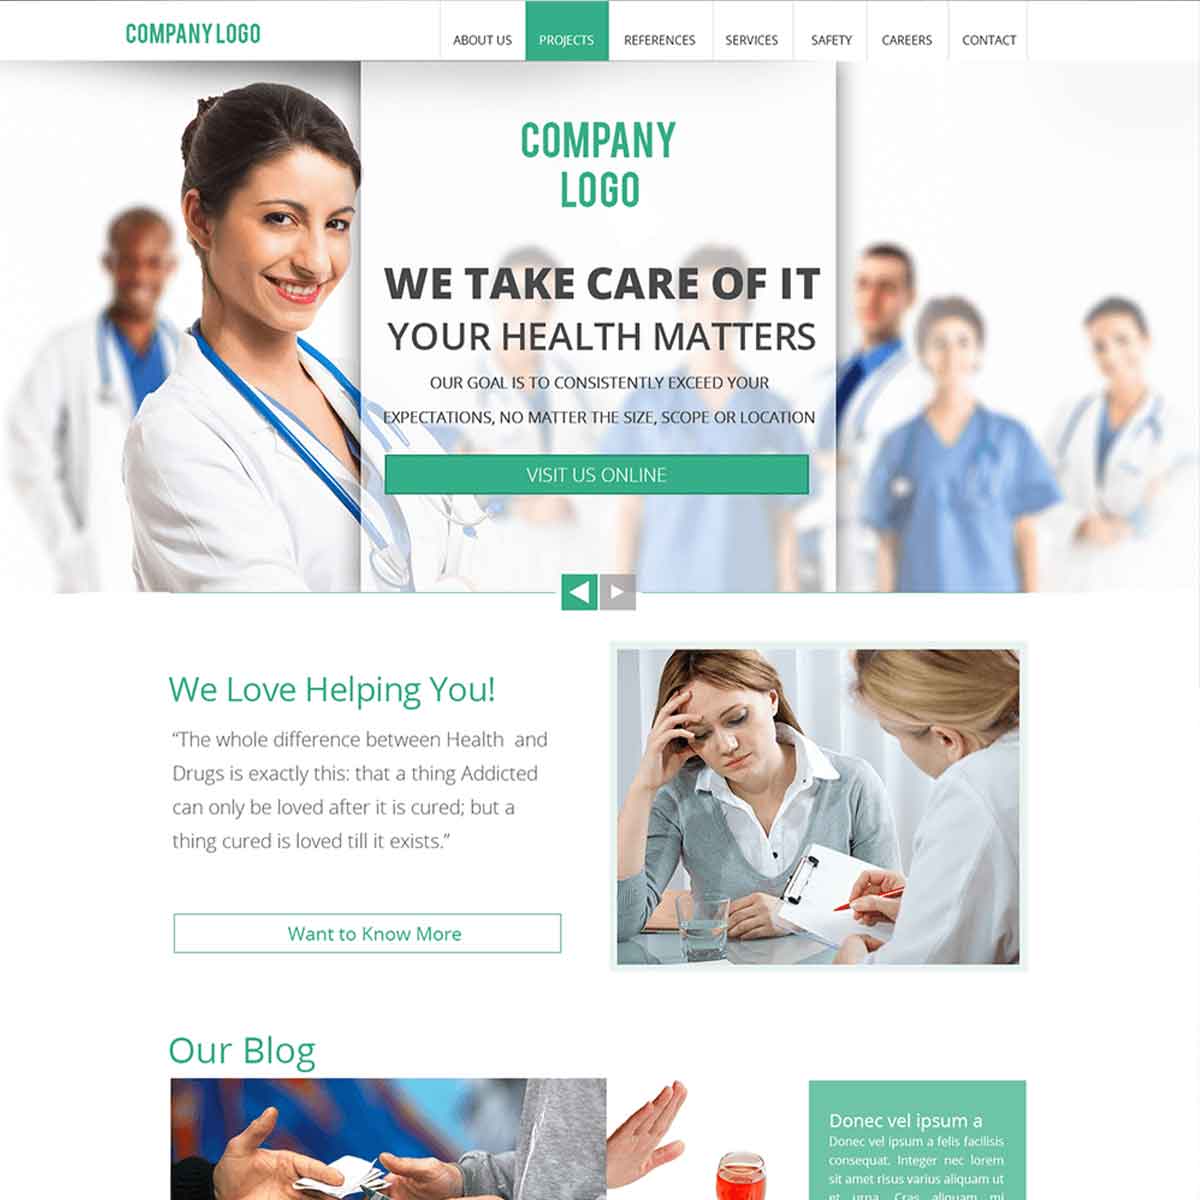 COMPANY LOGO
ABOUT US
PROJECTS
REFERENCES
SERVICES
SAFETY
CAREERS
CONTACT
COMPANY
LOGO
WE TAKE CARE OF IT
YOUR HEALTH MATTERS
OUR GOAL IS TO CONSISTENTLY EXCEED YOUR
EXPECTATIONS, NO MATTER THE SIZE, SCOPE OR LOCATION
VISIT US ONLINE
We Love Helping You!
“The whole difference between Health and
Drugs is exactly this: that a thing Addicted
can only be loved after it is cured; but a
thing cured is loved till it exists.”
Want to Know More
Our Blog
Donec vel ipsum a
Donec vel ipsum a felis facilisis
consequat. Integer nec lorem
sit amet risus varius aliquam ut
et urna. Cras aliquam mi